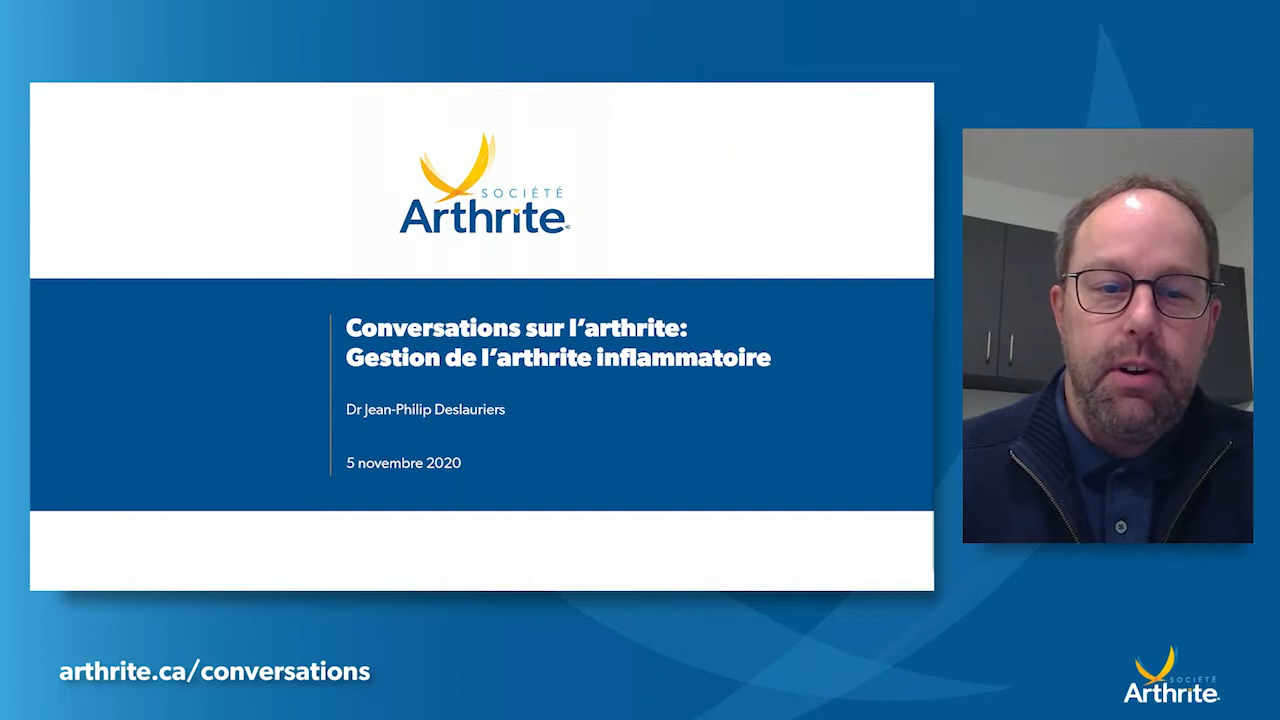 SOCIÉTÉ
Arthrite
Conversations sur l’arthrite:
Gestion de l’arthrite inflammatoire
Dr Jean-Philip Deslauriers
5 novembre 2020
arthrite.ca/conversations
SOCIÉTÉ
Arthrite